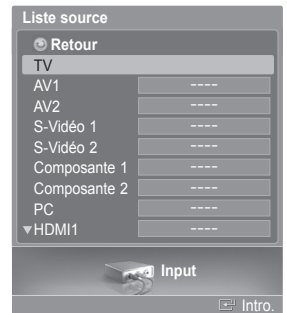 Liste source
Retour
TV
AV1 ----
AV2 ----
S-Vidéo 1 ----
S-Vidéo 2 ----
Composante 1 ----
Composante 2 ----
PC ----
▼HDMI1 ----
Input
Intro.